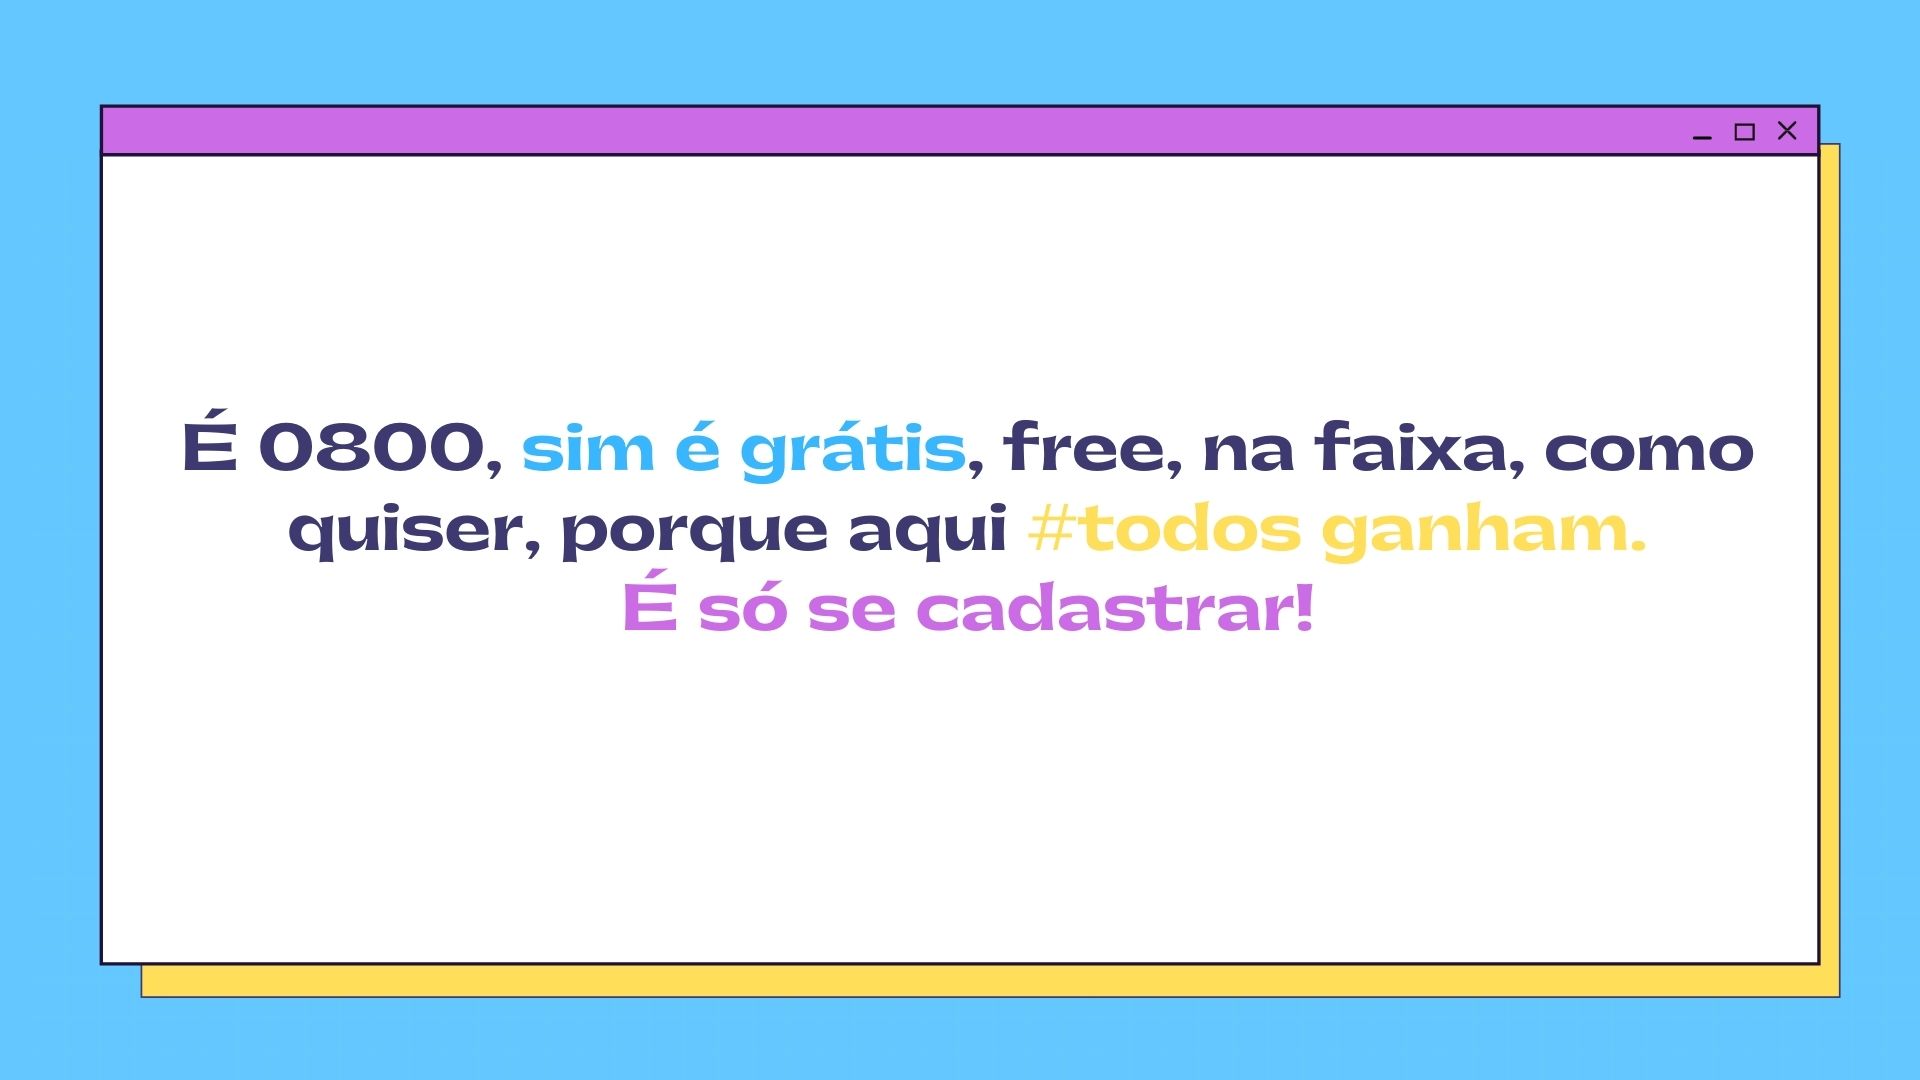 É 0800, sim é grátis, free, na faixa, como
quiser, porque aqui #todos ganham.
É só se cadastrar!